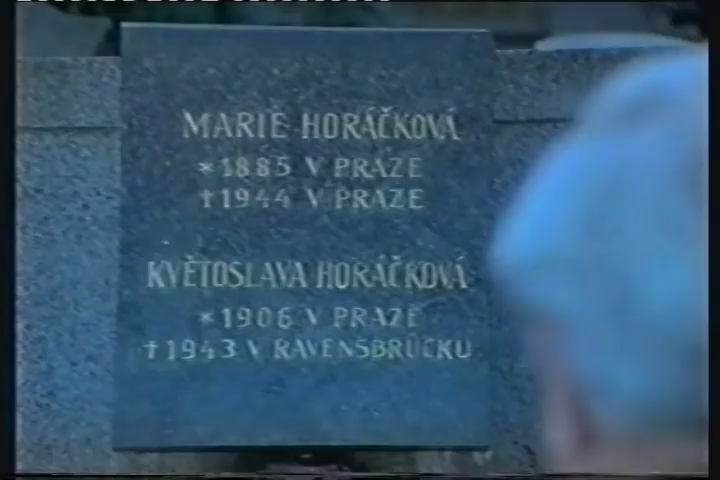 MARIE HORÁČKOVÁ
*1885 V PRAZE
†1944 V PRAZE
KVĚTOSLAVA HORÁČKOVÁ
*1906 V PRAZE
†1943 V RAVENSBRÜCKU